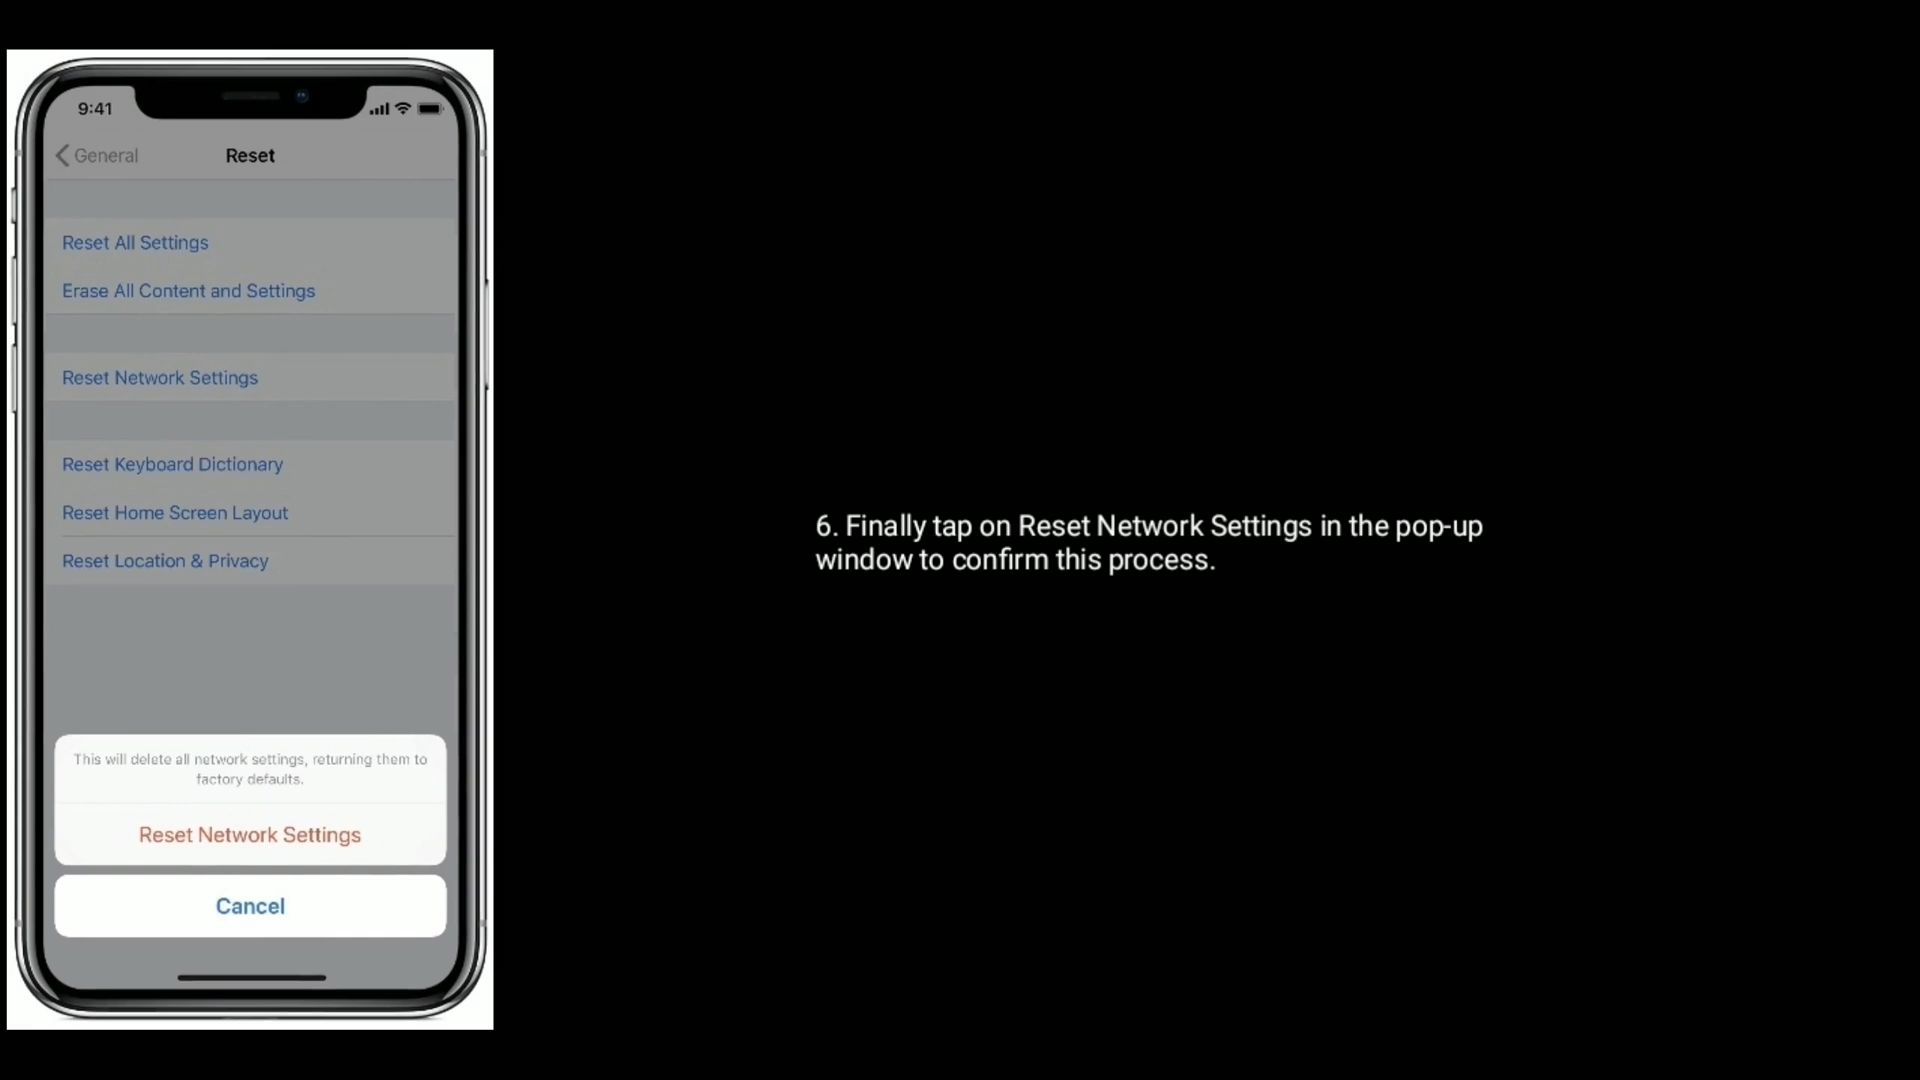 9:41
General
Reset
Reset All Settings
Erase All Content and Settings
Reset Network Settings
Reset Keyboard Dictionary
Reset Home Screen Layout
Reset Location & Privacy
This will delete all network settings, returning them to
factory defaults.
Reset Network Settings
Cancel
6. Finally tap on Reset Network Settings in the pop-up
window to confirm this process.